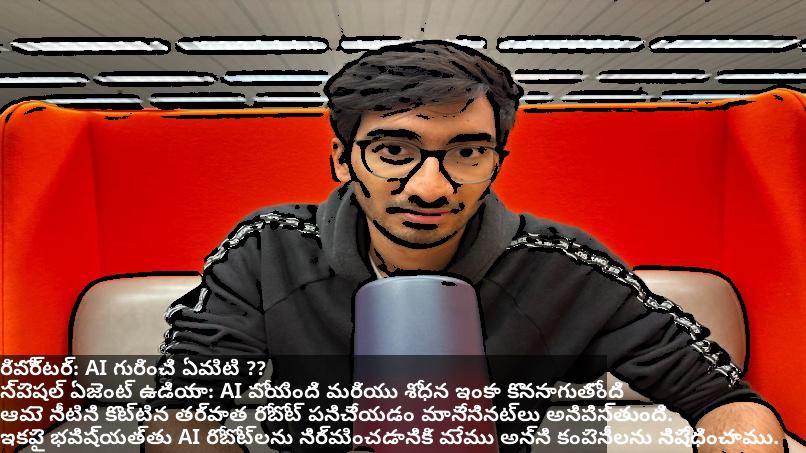 రిపోర్టర్: AI గురించి ఏమిటి ??
స్పెషల్ ఏజెంట్ ఉడియా: AI పోయింది మరియు శోధన ఇంకా కొనసాగుతోంది
ఆమె నీటిని కొట్టిన తర్వాత రోబోట్ పనిచేయడం మానేసినట్లు అనిపిస్తుంది.
ఇకపై భవిష్యత్తు AI రోబోట్‌లను నిర్మించడానికి మేము అన్ని కంపెనీలను నిషేధించాము.